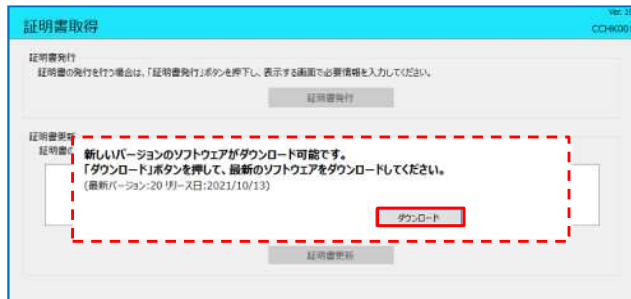 Ver. 2
証明書取得
CCHK00
証明書発行
証明書の発行を行う場合は、「証明書発行」ボタンを押下し、表示する画面で必要情報を入力してください。
証明書発行
証明書更新
証明書の
新しいバージョンのソフトウェアがダウンロード可能です。
「ダウンロード」ボタンを押して、最新のソフトウェアをダウンロードしてください。
(最新バージョン:20 リリース日:2021/10/13)
ダウンロード
証明書更新